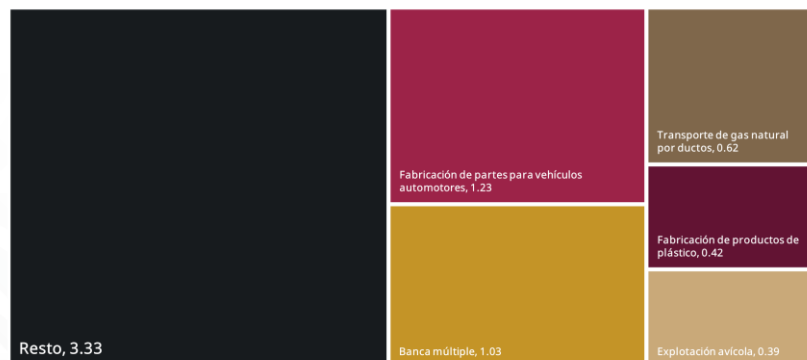 Resto, 3.33
Fabricación de partes para vehículos
automotores, 1.23
Banca múltiple, 1.03
Transporte de gas natural
por ductos, 0.62
Fabricación de productos de
plástico, 0.42
Explotación avícola, 0.39